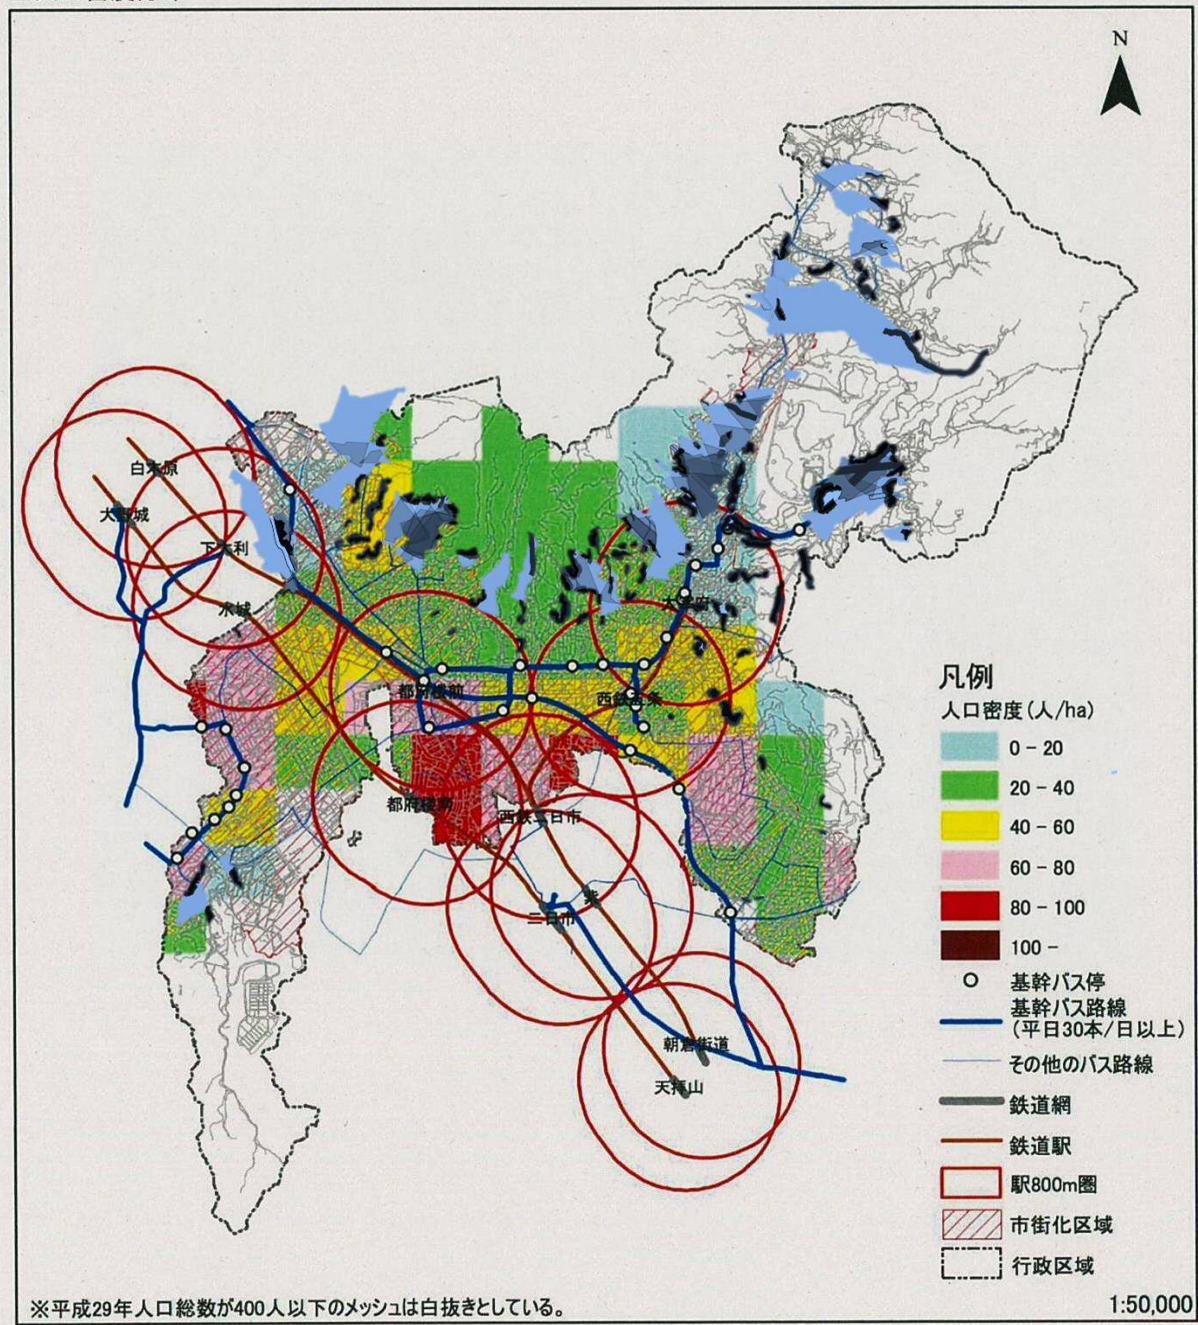 N
白木原
大野城
下大利
水城
太宰府
都府楼前
西鉄五条
都府楼南
西鉄二日市
紫
二日市
朝倉街道
天拝山
凡例
人口密度(人/ha)
0-20
20-40
40-60
60-80
80-100
100-
基幹バス停
基幹バス路線
(平日30本/日以上)
その他のバス路線
鉄道網
鉄道駅
駅800m圏
市街化区域
行政区域
※平成29年人口総数が400人以下のメッシュは白抜きとしている。
1:50,000